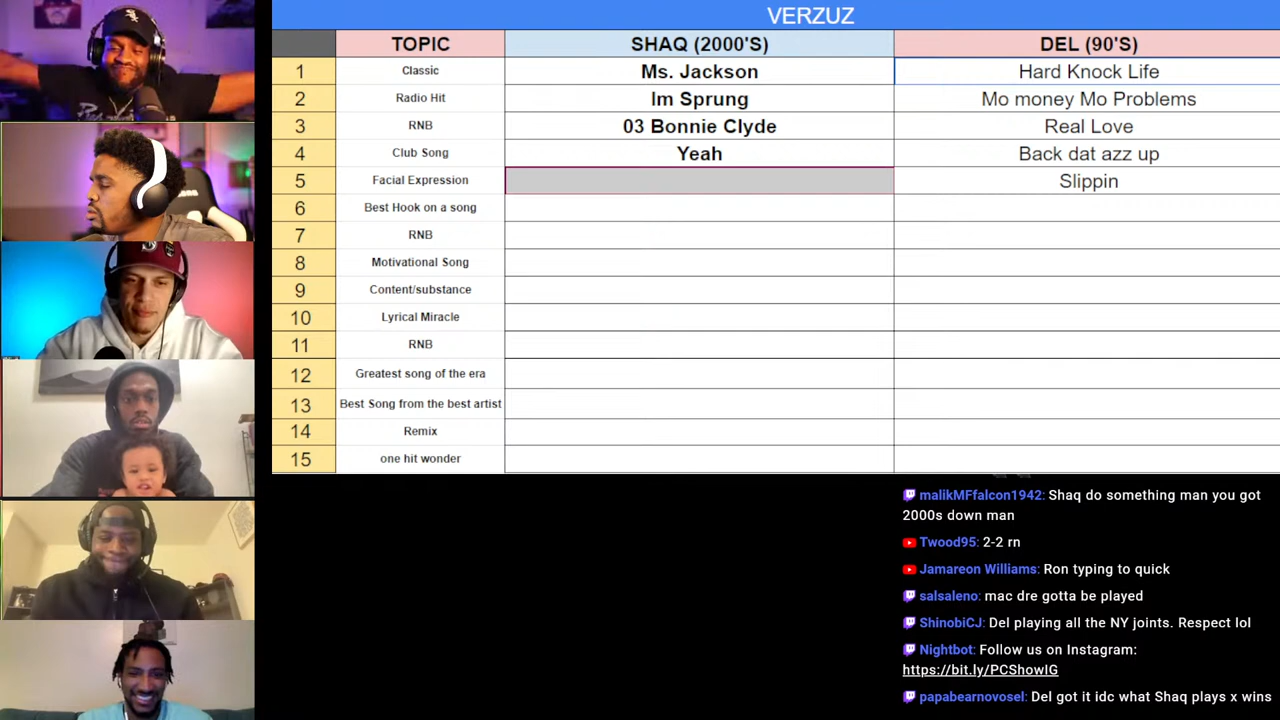 VERZUZ
TOPIC SHAQ (2000'S) DEL (90'S)
1 Classic Ms. Jackson Hard Knock Life
2 Radio Hit Im Sprung Mo money Mo Problems
3 RNB 03 Bonnie Clyde Real Love
4 Club Song Yeah Back dat azz up
5 Facial Expression Slippin
6 Best Hook on a song
7 RNB
8 Motivational Song
9 Content/substance
10 Lyrical Miracle
11 RNB
12 Greatest song of the era
13 Best Song from the best artist
14 Remix
15 one hit wonder
malikMFfalcon1942: Shaq do something man you got
2000s down man
Twood95: 2-2 rn
Jamareon Williams: Ron typing to quick
salsaleno: mac dre gotta be played
ShinobiCJ: Del playing all the NY joints. Respect lol
Nightbot: Follow us on Instagram:
https://bit.ly/PCShowIG
papabearnovosel: Del got it idc what Shaq plays x wins